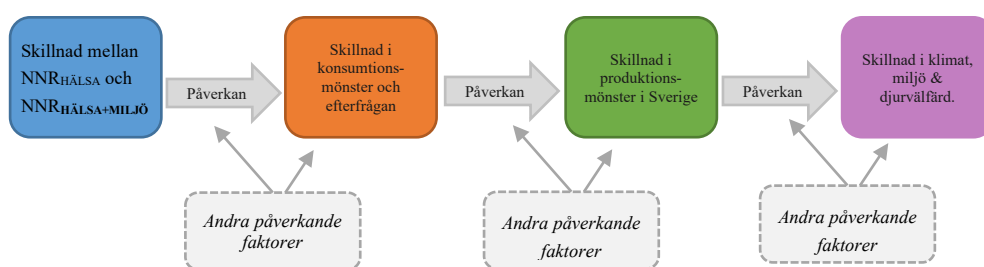 Skillnad mellan
NNRHÄLSA och
NNRHÄLSA+MILJÖ
Påverkan
Skillnad i
konsumtions-
mönster och
efterfrågan
Påverkan
Skillnad i
produktions-
mönster i Sverige
Påverkan
Skillnad i klimat,
miljö &
djurvälfärd.
Andra påverkande
faktorer
Andra påverkande
faktorer
Andra påverkande
faktorer